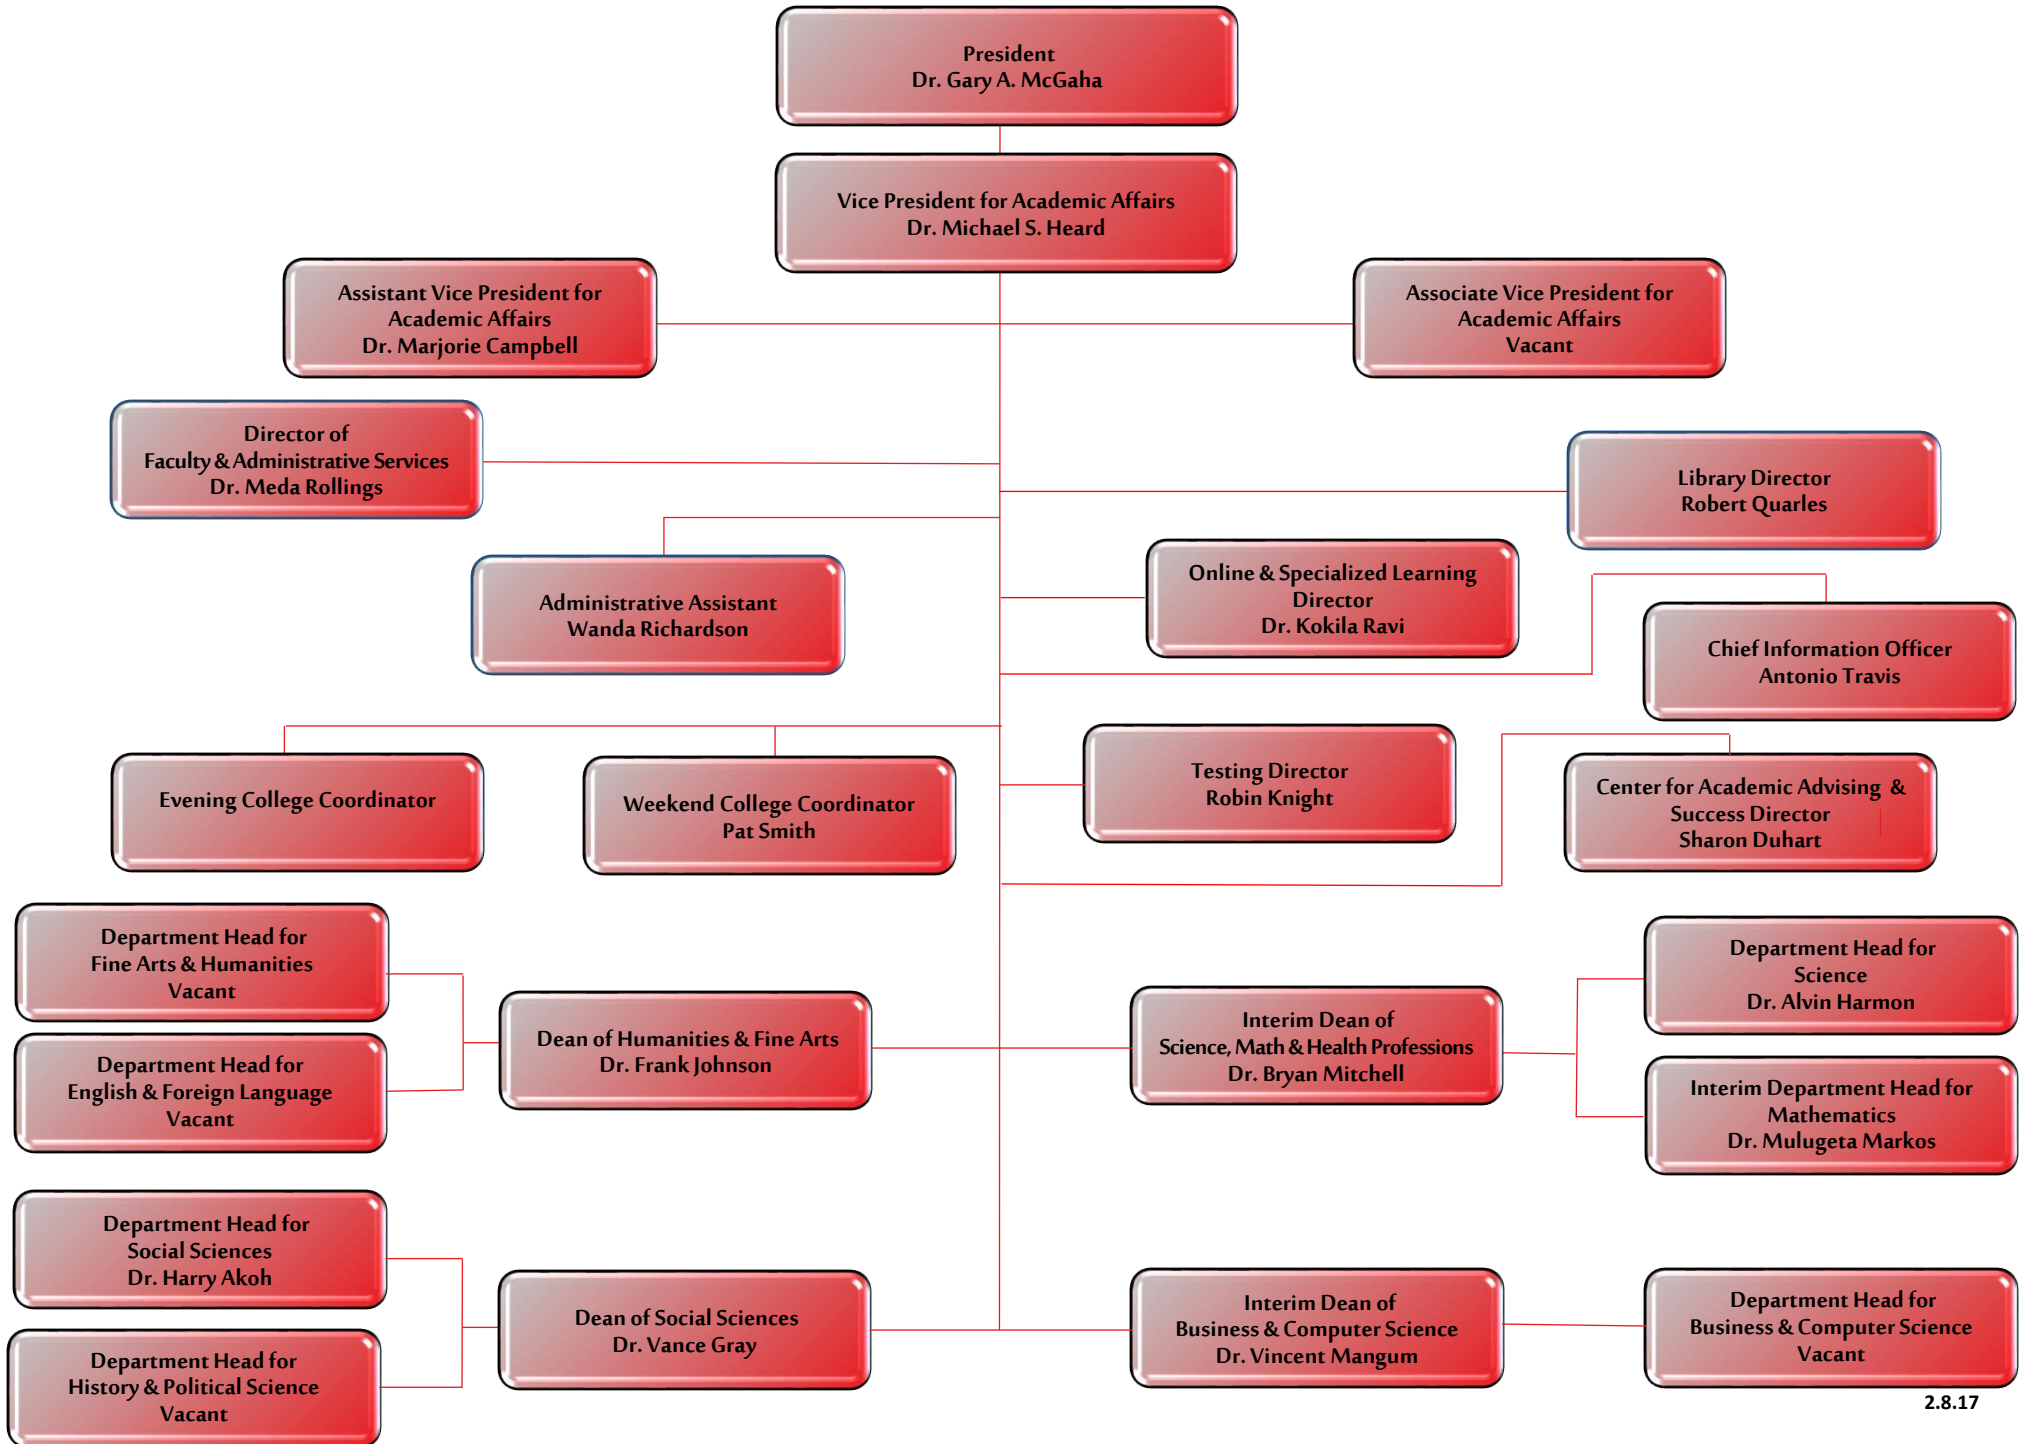 President
Dr. Gary A. McGaha
Vice President for Academic Affairs
Dr. Michael S. Heard
Assistant Vice President for
Academic Affairs
Dr. Marjorie Campbell
Associate Vice President for
Academic Affairs
Vacant
Director of
Faculty & Administrative Services
Dr. Meda Rollings
Library Director
Robert Quarles
Administrative Assistant
Wanda Richardson
Online & Specialized Learning
Director
Dr. Kokila Ravi
Chief Information Officer
Antonio Travis
Evening College Coordinator
Weekend College Coordinator
Pat Smith
Testing Director
Robin Knight
Center for Academic Advising &
Success Director
Sharon Duhart
Department Head for
Fine Arts & Humanities
Vacant
Department Head for
English & Foreign Language
Vacant
Dean of Humanities & Fine Arts
Dr. Frank Johnson
Interim Dean of
Science, Math & Health Professions
Dr. Bryan Mitchell
Department Head for
Science
Dr. Alvin Harmon
Interim Department Head for
Mathematics
Dr. Mulugeta Markos
Department Head for
Social Sciences
Dr. Harry Akoh
Department Head for
History & Political Science
Vacant
Dean of Social Sciences
Dr. Vance Gray
Interim Dean of
Business & Computer Science
Dr. Vincent Mangum
Department Head for
Business & Computer Science
Vacant
2.8.17